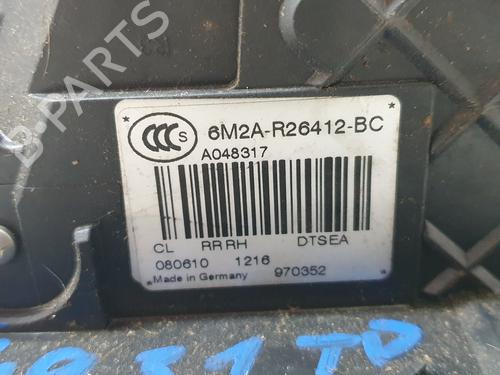 B-PARTS
CCC S
6M2A-R26412-BC
A048317
CL RR RH DTSEA
080610 1216
Made in Germany 970352